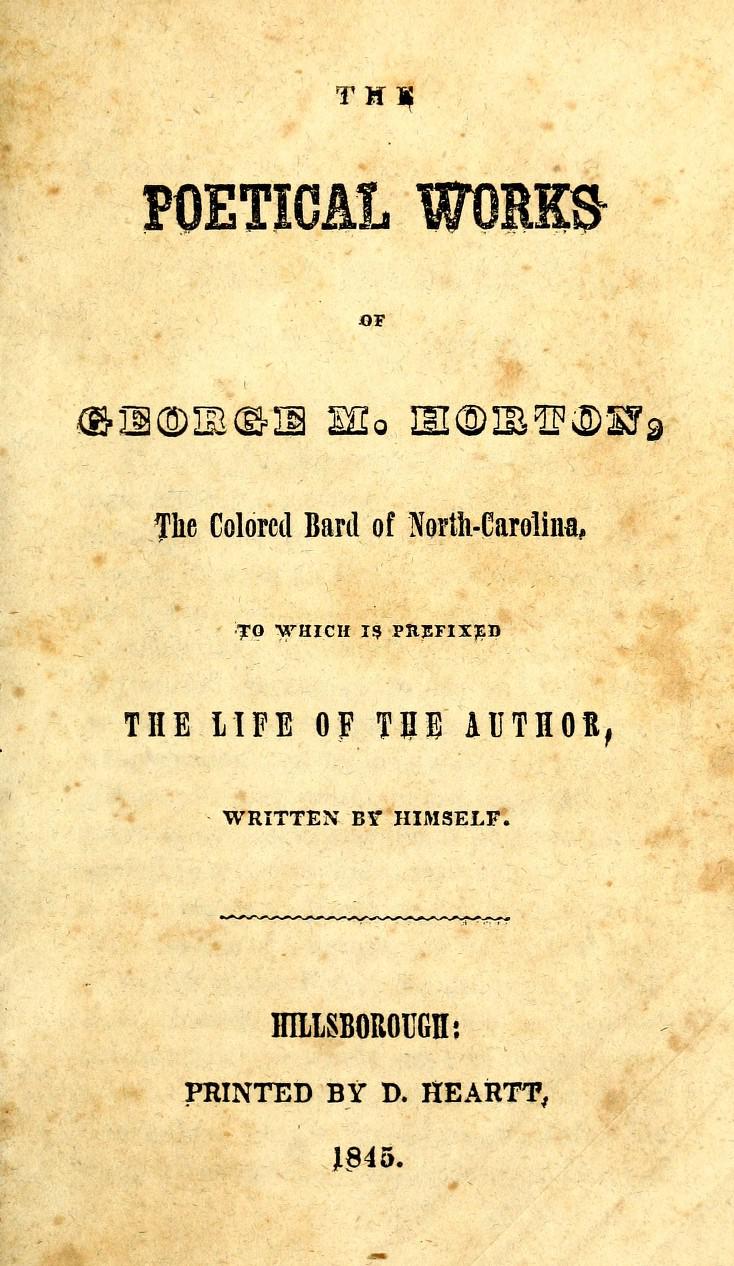 THE
POETICAL WORKS
OF
GEORGE M. HORTON,
The Colored Bard of North-Carolina,
TO WHICH IS PREFIXED
THE LIFE OF THE AUTHOR,
WRITTEN BY HIMSELF.
HILLSBOROUGH:
PRINTED BY D. HEARTT,
1845.